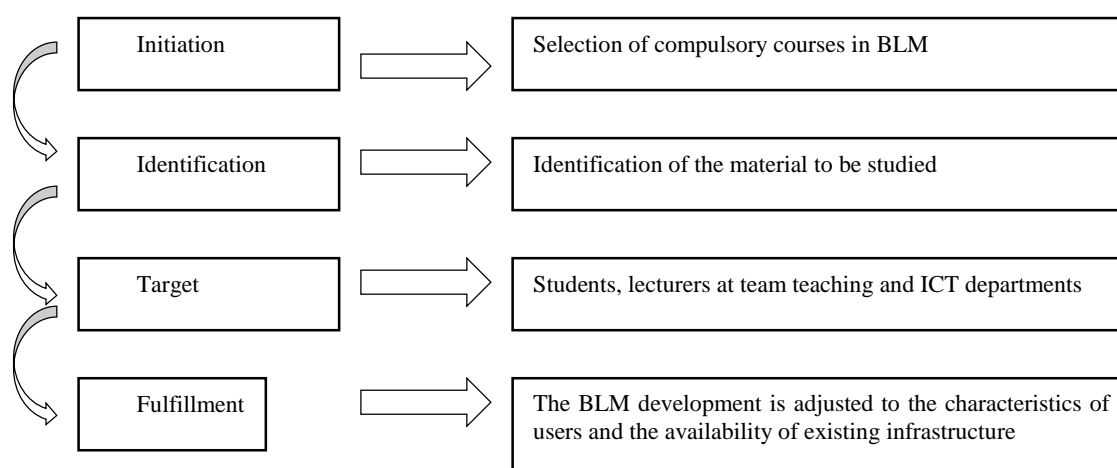 Initiation
Selection of compulsory courses in BLM
Identification
Identification of the material to be studied
Target
Students, lecturers at team teaching and ICT departments
Fulfillment
The BLM development is adjusted to the characteristics of
users and the availability of existing infrastructure